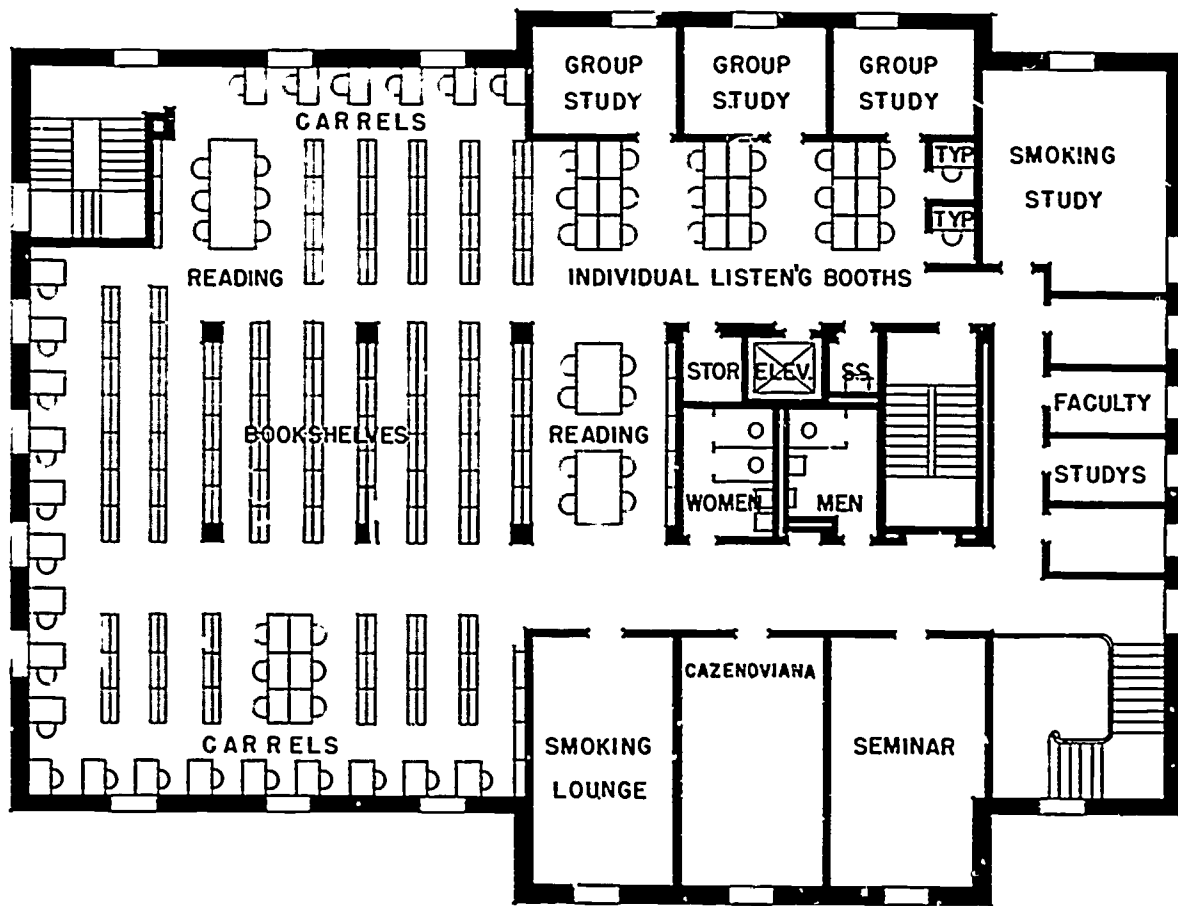 GROUP
STUDY
GROUP
STUDY
GROUP
STUDY
CARRELS
TYP
SMOKING
STUDY
TYP
READING
INDIVIDUAL LISTEN'G BOOTHS
STOR
ELEV.
S.S.
FACULTY
BOOKSHELVES
READING
STUDYS
WOMEN
MEN
CAZENOVIANA
CARRELS
SMOKING
LOUNGE
SEMINAR